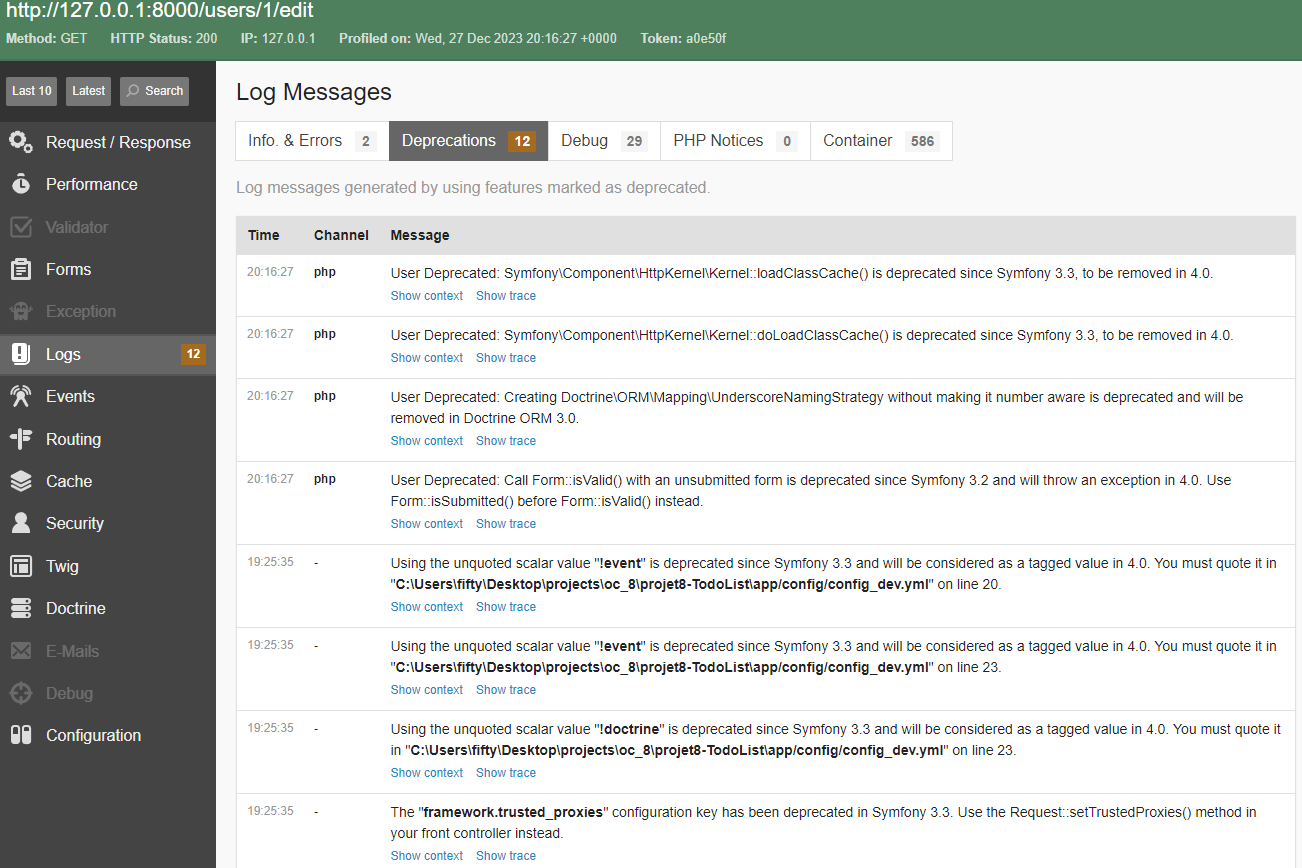 http://127.0.0.1:8000/users/1/edit
Method: GET HTTP Status: 200 IP: 127.0.0.1 Profiled on: Wed, 27 Dec 2023 20:16:27 +0000 Token: a0e50f
Last 10 Latest Search
Request / Response
Performance
Validator
Forms
Exception
Logs 12
Events
Routing
Cache
Security
Twig
Doctrine
E-Mails
Debug
Configuration
Log Messages
Info. & Errors 2 Deprecations 12 Debug 29 PHP Notices 0 Container 586
Log messages generated by using features marked as deprecated.
Time Channel Message
20:16:27 php User Deprecated: Symfony\Component\HttpKernel\Kernel::loadClassCache() is deprecated since Symfony 3.3, to be removed in 4.0.
Show context Show trace
20:16:27 php User Deprecated: Symfony\Component\HttpKernel\Kernel::doLoadClassCache() is deprecated since Symfony 3.3, to be removed in 4.0.
Show context Show trace
20:16:27 php User Deprecated: Creating Doctrine\ORM\Mapping\UnderscoreNamingStrategy without making it number aware is deprecated and will be
removed in Doctrine ORM 3.0.
Show context Show trace
20:16:27 php User Deprecated: Call Form::isValid() with an unsubmitted form is deprecated since Symfony 3.2 and will throw an exception in 4.0. Use
Form::isSubmitted() before Form::isValid() instead.
Show context Show trace
19:25:35 - Using the unquoted scalar value "!event" is deprecated since Symfony 3.3 and will be considered as a tagged value in 4.0. You must quote it in
"C:\Users\fifty\Desktop\projects\oc_8\projet8-TodoList\app/config/config_dev.yml" on line 20.
Show context Show trace
19:25:35 - Using the unquoted scalar value "!event" is deprecated since Symfony 3.3 and will be considered as a tagged value in 4.0. You must quote it in
"C:\Users\fifty\Desktop\projects\oc_8\projet8-TodoList\app/config/config_dev.yml" on line 23.
Show context Show trace
19:25:35 - Using the unquoted scalar value "!doctrine" is deprecated since Symfony 3.3 and will be considered as a tagged value in 4.0. You must quote it
in "C:\Users\fifty\Desktop\projects\oc_8\projet8-TodoList\app/config/config_dev.yml" on line 23.
Show context Show trace
19:25:35 - The "framework.trusted_proxies" configuration key has been deprecated in Symfony 3.3. Use the Request::setTrustedProxies() method in
your front controller instead.
Show context Show trace